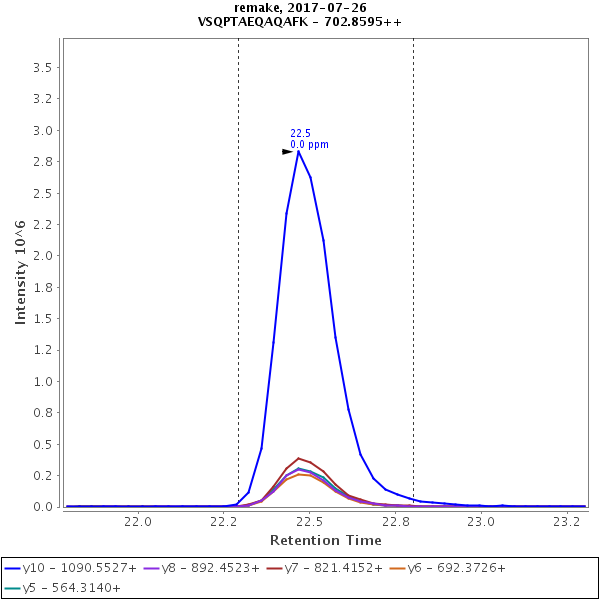 remake, 2017-07-26
VSQPTAEQAQAFK - 702.8595++
3.5
3.2
3.0
2.8
2.5
2.2
2.0
1.8
1.5
1.2
1.0
0.8
0.5
0.2
0.0
Intensity 10^6
22.5
0.0 ppm
22.0
22.2
22.5
22.8
23.0
23.2
Retention Time
y10 - 1090.5527+
y8 - 892.4523+
y7 - 821.4152+
y6 - 692.3726+
y5 - 564.3140+